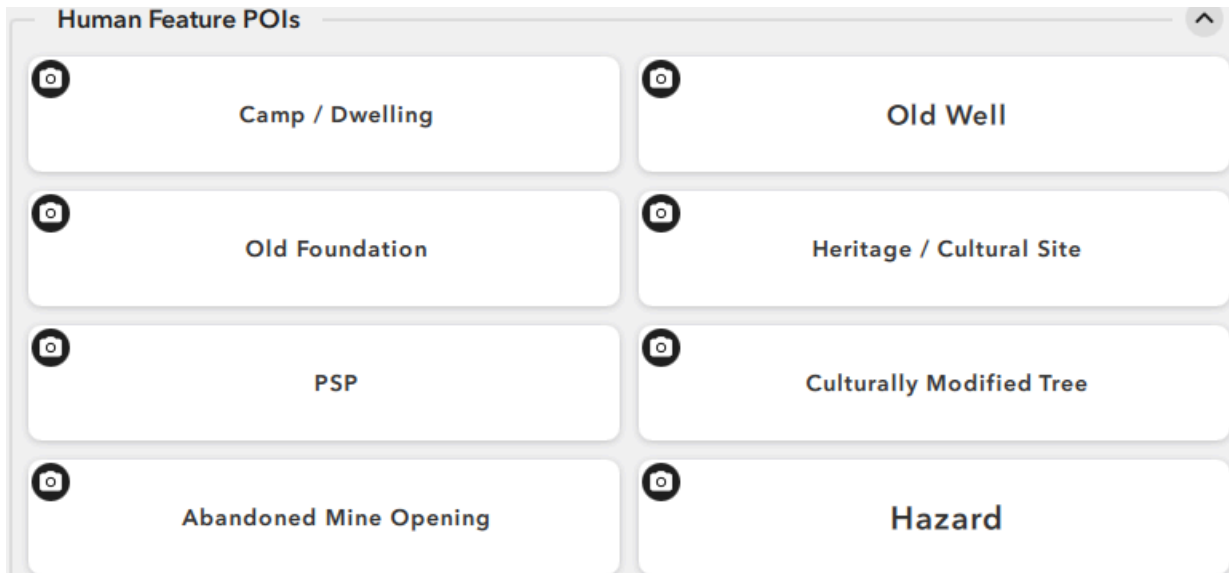 Human Feature POIs
Camp / Dwelling
Old Well
Old Foundation
Heritage / Cultural Site
PSP
Culturally Modified Tree
Abandoned Mine Opening
Hazard